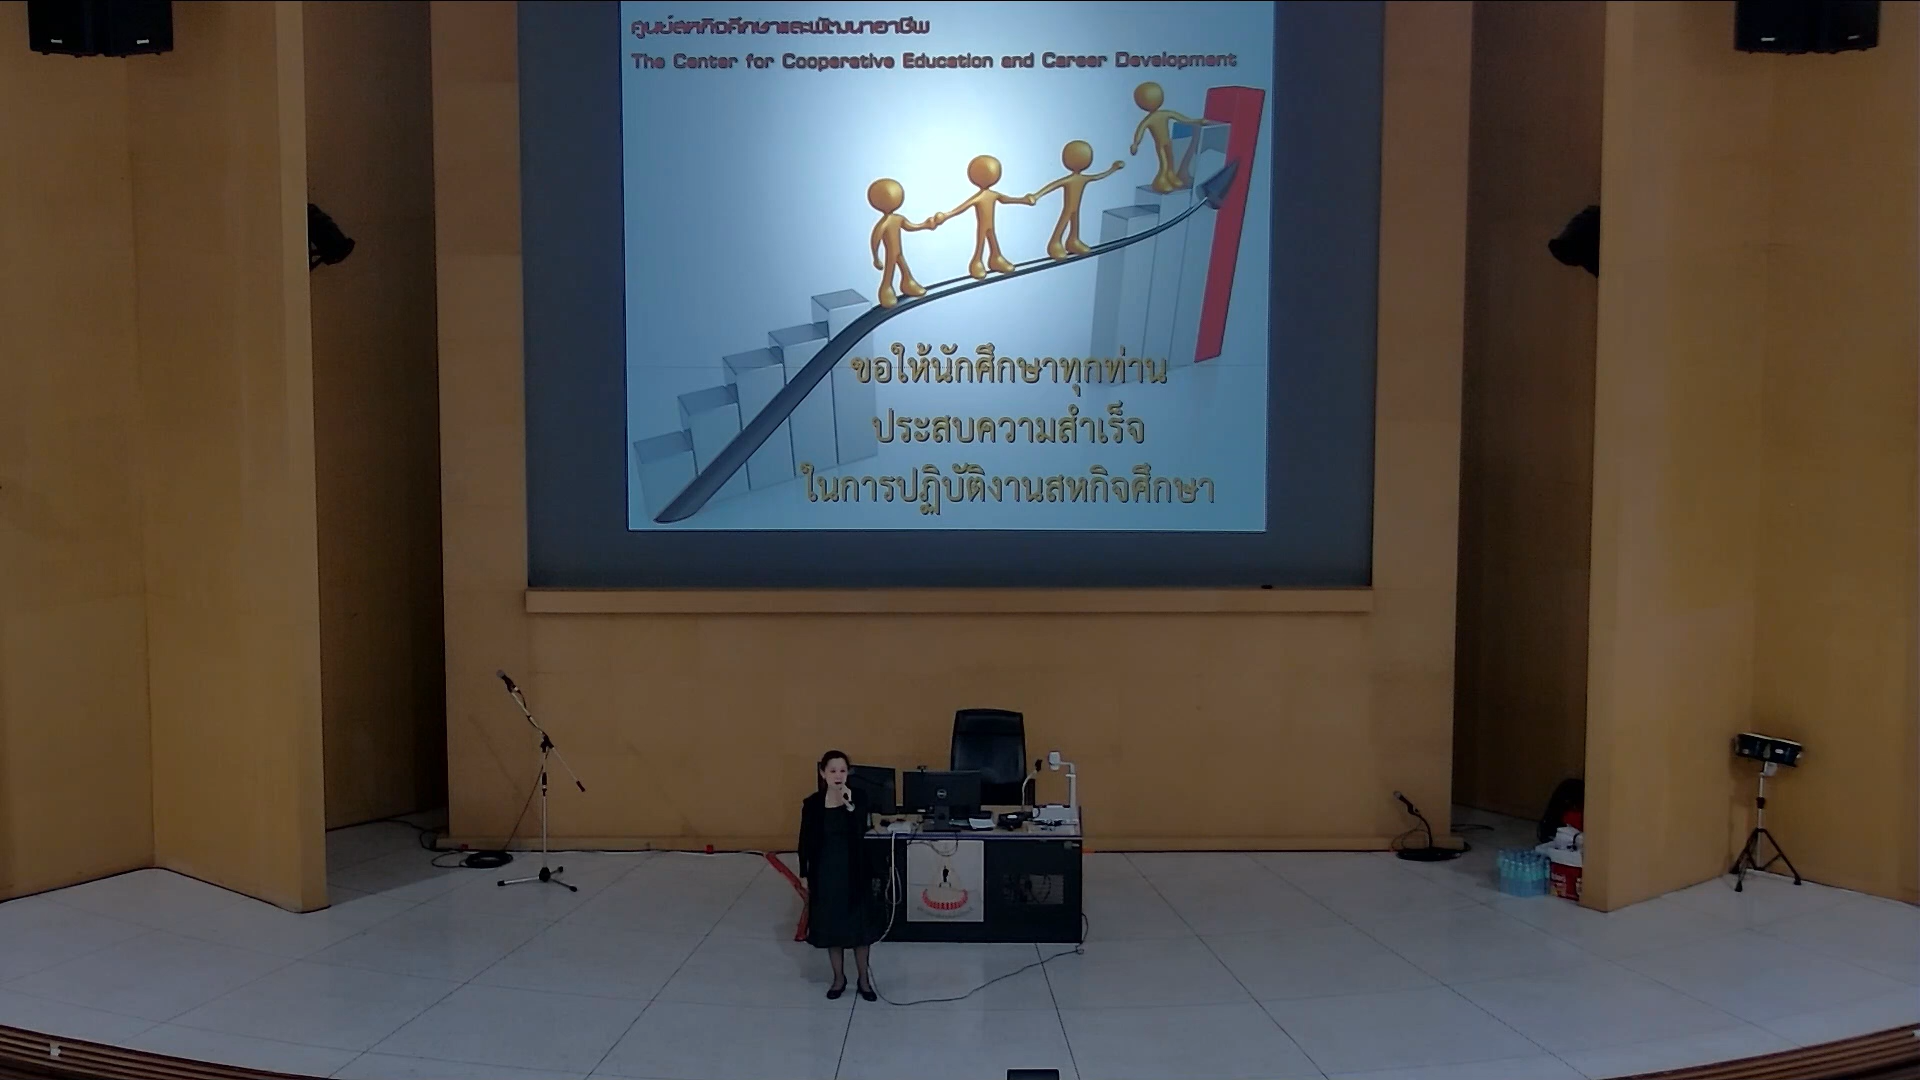 ศูนย์สหกิจศึกษาและพัฒนาอาชีพ
The Center for Cooperative Education and Career Development
ขอให้นักศึกษาทุกท่าน
ประสบความสำเร็จ
ในการปฏิบัติงานสหกิจศึกษา
DELL